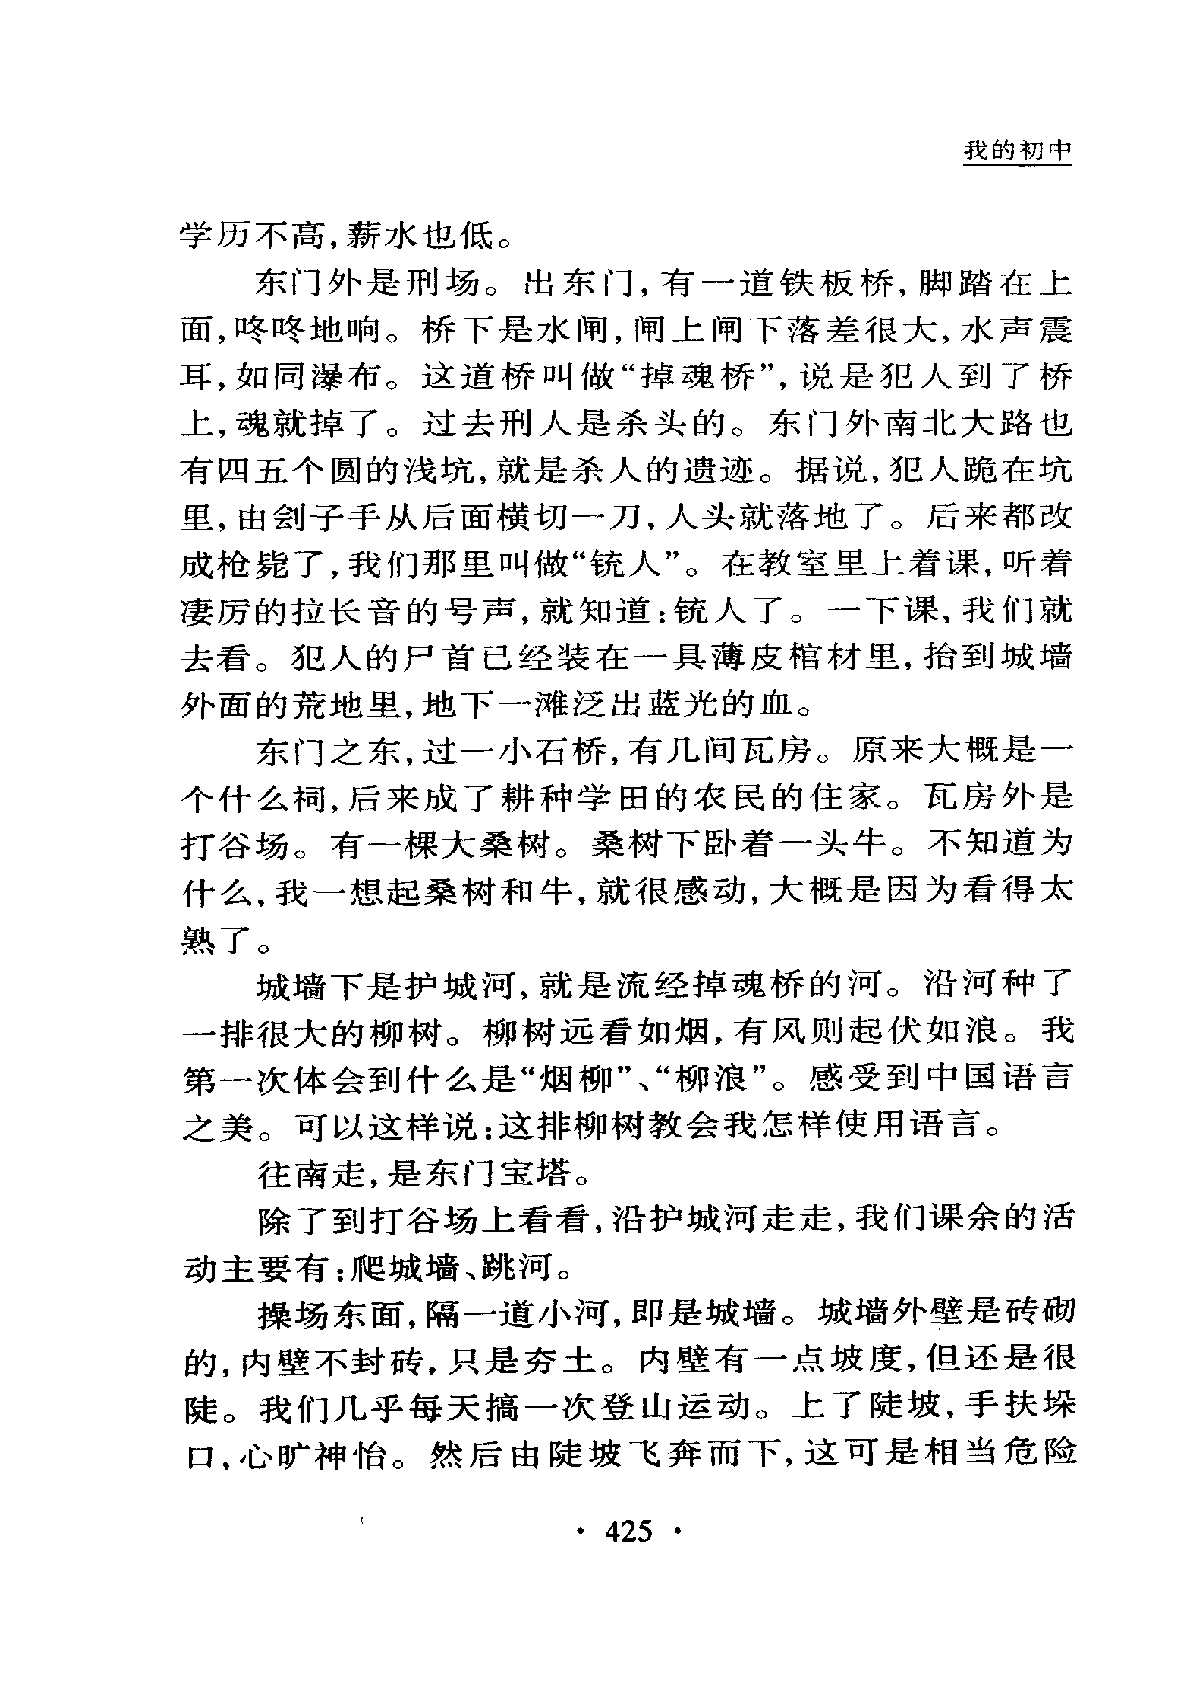 我的初中
学历不高,薪水也低。
东门外是刑场。出东门,有一道铁板桥,脚踏在上
面,咚咚地响。桥下是水闸,闸上闸下落差很大,水声震
耳,如同瀑布。这道桥叫做“掉魂桥”,说是犯人到了桥
上,魂就掉了。过去刑人是杀头的。东门外南北大路也
有四五个圆的浅坑,就是杀人的遗迹。据说,犯人跪在坑
里,由刽子手从后面横切一刀,人头就落地了。后来都改
成枪毙了,我们那里叫做“铳人”。在教室里上着课,听着
凄厉的拉长音的号声,就知道:铳人了。一下课,我们就
去看。犯人的尸首已经装在一具薄皮棺材里,抬到城墙
外面的荒地里,地下一滩泛出蓝光的血。
东门之东,过一小石桥,有几间瓦房。原来大概是一
个什么祠,后来成了耕种学田的农民的住家。瓦房外是
打谷场。有一棵大桑树。桑树下卧着一头牛。不知道为
什么,我一想起桑树和牛,就很感动,大概是因为看得太
熟了。
城墙下是护城河,就是流经掉魂桥的河。沿河种了
一排很大的柳树。柳树远看如烟,有风则起伏如浪。我
第一次体会到什么是“烟柳”、“柳浪”。感受到中国语言
之美。可以这样说:这排柳树教会我怎样使用语言。
往南走,是东门宝塔。
除了到打谷场上看看,沿护城河走走,我们课余的活
动主要有:爬城墙、跳河。
操场东面,隔一道小河,即是城墙。城墙外壁是砖砌
的,内壁不封砖,只是夯土。内壁有一点坡度,但还是很
陡。我们几乎每天搞一次登山运动。上了陡坡,手扶垛
口,心旷神怡。然后由陡坡飞奔而下,这可是相当危险
· 425 ·